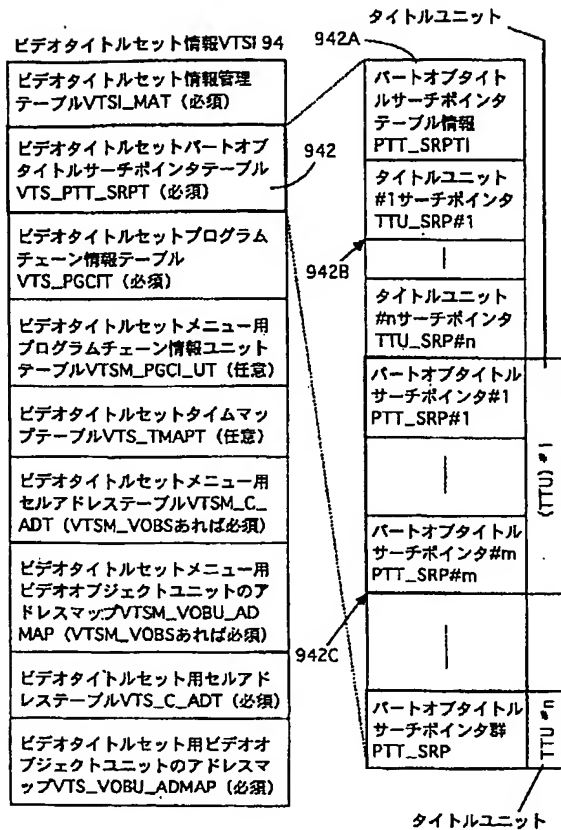 ビデオタイトルセット情報VTSI 94
ビデオタイトルセット情報管理
テーブルVTSI_MAT(必須)
ビデオタイトルセットパートオブ
タイトルサーチポインタテーブル
VTS_PTT_SRPT(必須)
ビデオタイトルセットプログラム
チェーン情報テーブル
VTS_PGCIT(必須)
ビデオタイトルセットメニュー用
プログラムチェーン情報ユニット
テーブルVTSM_PGCI_UT(任意)
ビデオタイトルセットタイムマッ
プテーブルVTS_TMAPT(任意)
ビデオタイトルセットメニュー用
セルアドレステーブルVTSM_C_
ADT(VTSM_VOBSあれば必須)
ビデオタイトルセットメニュー用
ビデオオブジェクトユニットのア
ドレスマップVTSM_VOBU_AD
MAP(VTSM_VOBSあれば必須)
ビデオタイトルセット用セルアド
レステーブルVTS_C_ADT(必須)
ビデオタイトルセット用ビデオオ
ブジェクトユニットのアドレスマ
ップVTS_VOBU_ADMAP(必須)
942
タイトルユニット
942A
パートオブタイト
ルサーチポインタ
テーブル情報
PTT_SRPTI
タイトルユニット
#1サーチポインタ
TTU_SRP#1
942B
タイトルユニット
#nサーチポインタ
TTU_SRP#n
パートオブタイトル
サーチポインタ#1
PTT_SRP#1
(TTU) #1
パートオブタイトル
サーチポインタ#m
PTT_SRP#m
942C
パートオブタイトル
サーチポインタ群
PTT_SRP
TTU #n
タイトルユニット